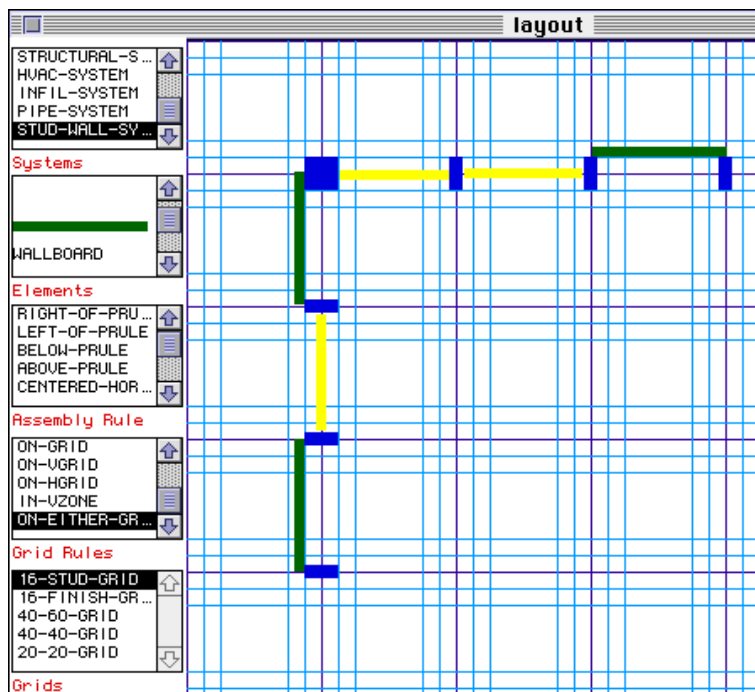 layout
STRUCTURAL-S...
HVAC-SYSTEM
INFIL-SYSTEM
PIPE-SYSTEM
STUD-WALL-SY...
Systems
WALLBOARD
Elements
RIGHT-OF-PRU...
LEFT-OF-PRULE
BELOW-PRULE
ABOVE-PRULE
CENTERED-HOR...
Assembly Rule
ON-GRID
ON-VGRID
ON-HGRID
IN-VZONE
ON-EITHER-GR...
Grid Rules
16-STUD-GRID
16-FINISH-GR...
40-60-GRID
40-40-GRID
20-20-GRID
Grids